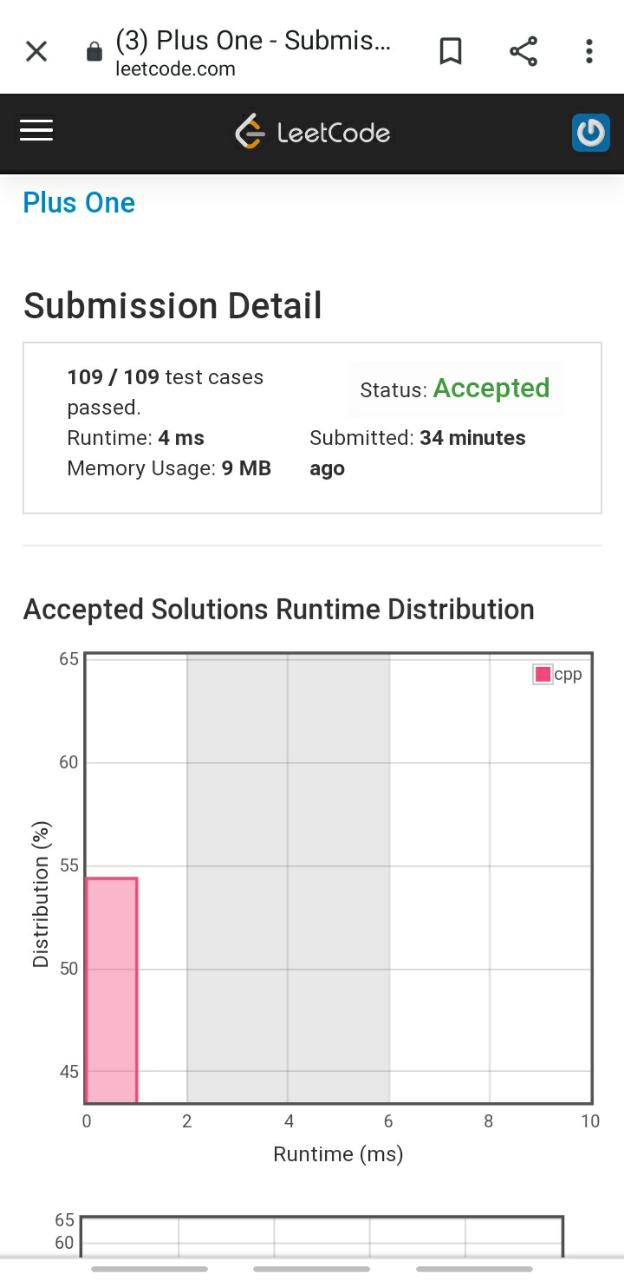 (3) Plus One - Submis...
leetcode.com
LeetCode
Plus One
Submission Detail
109 / 109 test cases
passed.
Status: Accepted
Runtime: 4 ms
Submitted: 34 minutes
Memory Usage: 9 MB
ago
Accepted Solutions Runtime Distribution
65
cpp
60
55
50
45
Distribution (%)
0 2 4 6 8 10
Runtime (ms)
65
60